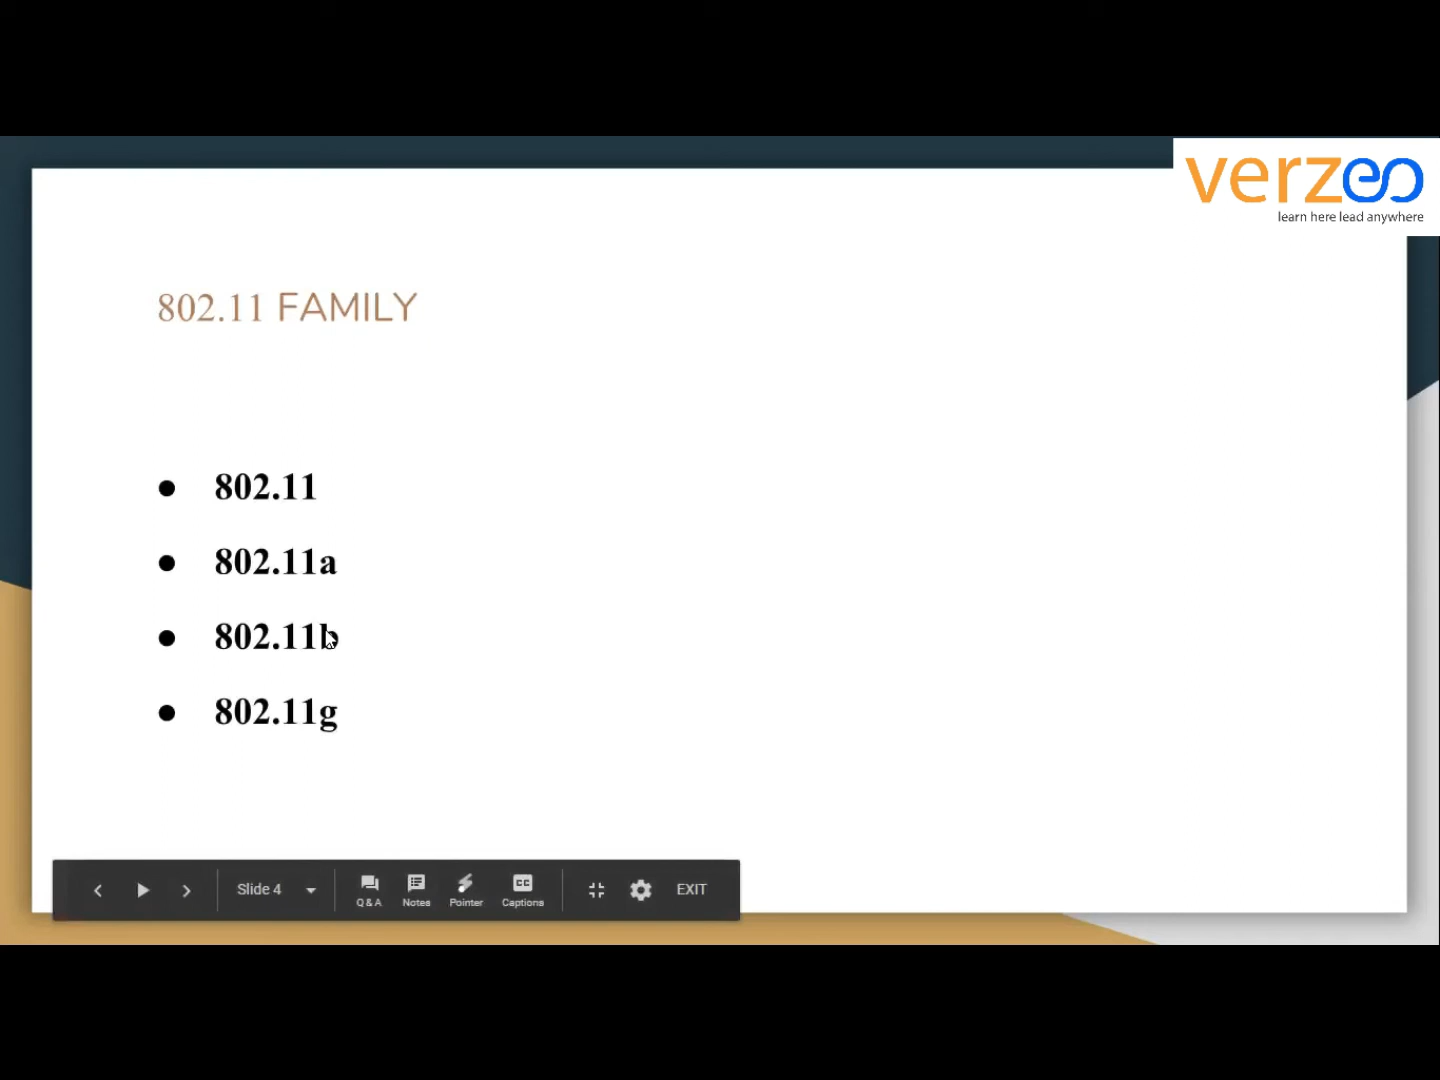 verzeo
learn here lead anywhere
802.11 FAMILY
● 802.11
● 802.11a
● 802.11b
● 802.11g
Slide 4
Q & A
Notes
Pointer
CC
Captions
EXIT